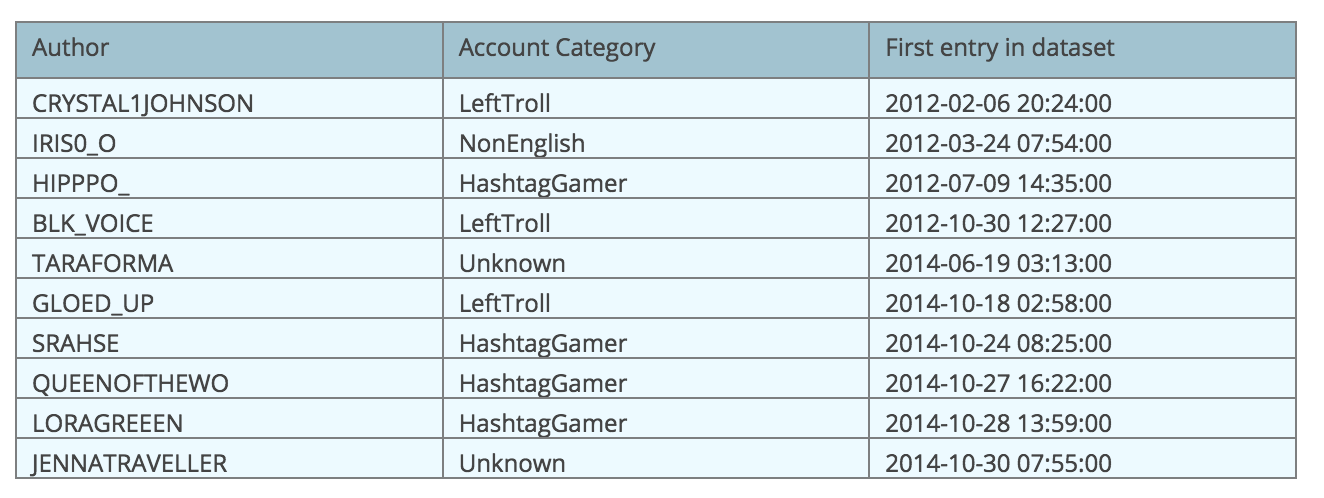 Author Account Category First entry in dataset
CRYSTAL1JOHNSON LeftTroll 2012-02-06 20:24:00
IRIS0_O NonEnglish 2012-03-24 07:54:00
HIPPPO_ HashtagGamer 2012-07-09 14:35:00
BLK_VOICE LeftTroll 2012-10-30 12:27:00
TARAFORMA Unknown 2014-06-19 03:13:00
GLOED_UP LeftTroll 2014-10-18 02:58:00
SRAHSE HashtagGamer 2014-10-24 08:25:00
QUEENOFTHEWO HashtagGamer 2014-10-27 16:22:00
LORAGREEEN HashtagGamer 2014-10-28 13:59:00
JENNATRAVELLER Unknown 2014-10-30 07:55:00